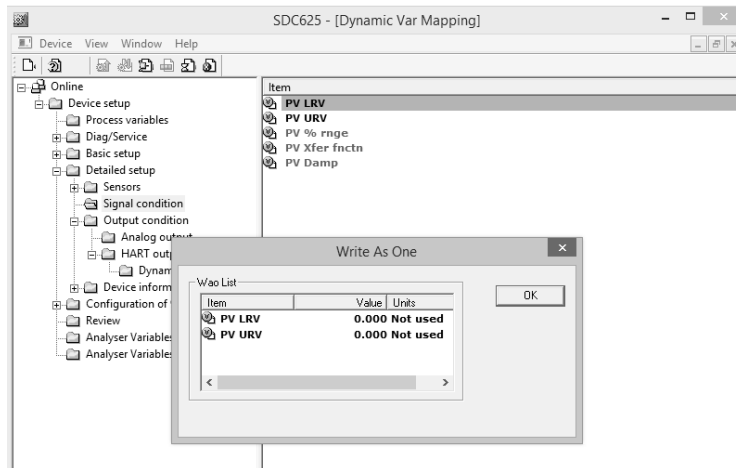 SDC625 - [Dynamic Var Mapping]
Device View Window Help
Online
Device setup
Process variables
Diag/Service
Basic setup
Detailed setup
Sensors
Signal condition
Output condition
Analog output
HART outp
Dynam
Device inform
Configuration of
Review
Analyser Variables
Analyser Variables
Item
PV LRV
PV URV
PV % rnge
PV Xfer fnctn
PV Damp
Write As One
Wao List
Item Value Units
PV LRV 0.000 Not used
PV URV 0.000 Not used
OK